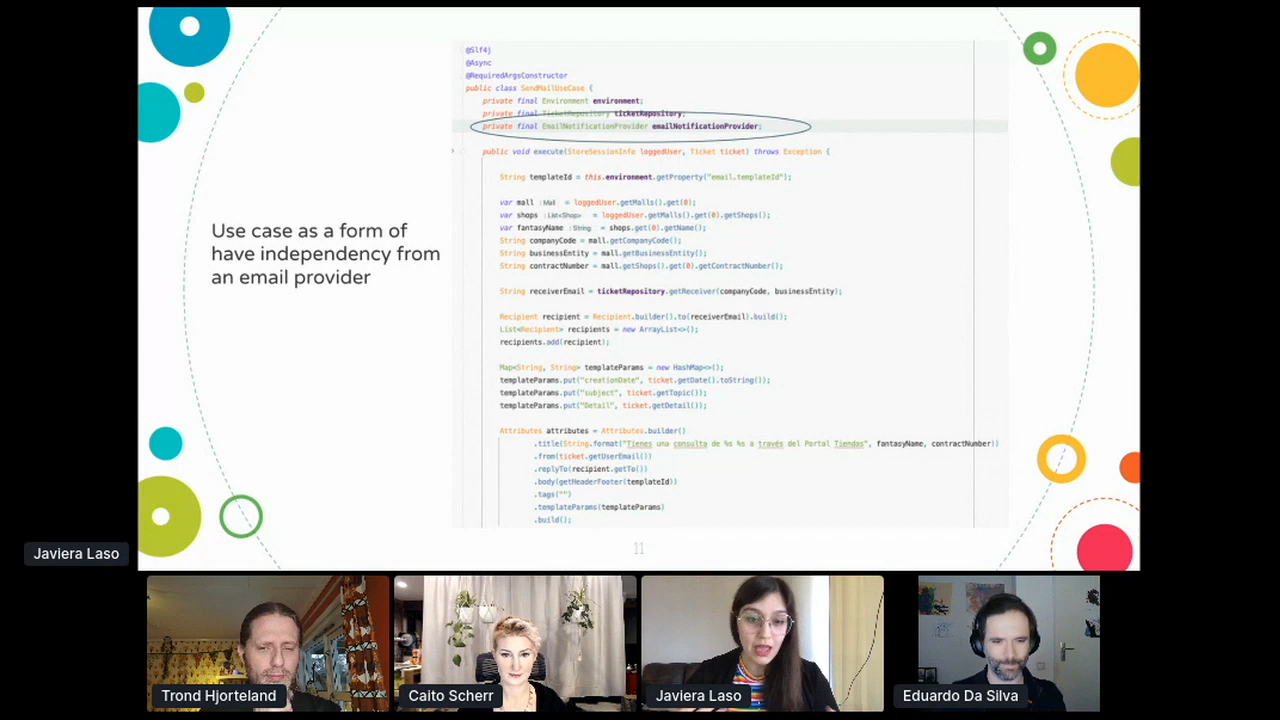 Use case as a form of
have independency from
an email provider
@Slf4j
@Async
@RequiredArgsConstructor
public class SendMailUseCase {
private final Environment environment;
private final TicketRepository ticketRepository;
private final EmailNotificationProvider emailNotificationProvider;
public void execute(StoreSessionInfo loggedUser, Ticket ticket) throws Exception {
String templateId = this.environment.getProperty("email.templateId");
var mall : Mall = loggedUser.getMalls().get(0);
var shops : List<Shop> = loggedUser.getMalls().get(0).getShops();
var fantasyName : String = shops.get(0).getName();
String companyCode = mall.getCompanyCode();
String businessEntity = mall.getBusinessEntity();
String contractNumber = mall.getShops().get(0).getContractNumber();
String receiverEmail = ticketRepository.getReceiver(companyCode, businessEntity);
Recipient recipient = Recipient.builder().to(receiverEmail).build();
List<Recipient> recipients = new ArrayList<>();
recipients.add(recipient);
Map<String, String> templateParams = new HashMap<>();
templateParams.put("creationDate", ticket.getDate().toString());
templateParams.put("subject", ticket.getTopic());
templateParams.put("Detail", ticket.getDetail());
Attributes attributes = Attributes.builder()
.title(String.format("Tienes una consulta de %s %s a través del Portal Tiendas", fantasyName, contractNumber))
.from(ticket.getUserEmail())
.replyTo(recipient.getTo())
.body(getHeaderFooter(templateId))
.tags("")
.templateParams(templateParams)
.build();
11
Javiera Laso
Trond Hjorteland
Caito Scherr
Javiera Laso
Eduardo Da Silva